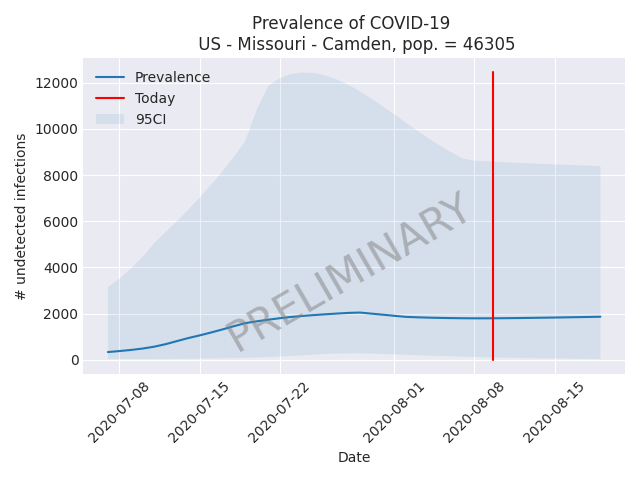 Prevalence of COVID-19
US - Missouri - Camden, pop. = 46305
# undetected infections
12000
10000
8000
6000
4000
2000
0
Prevalence
Today
95CI
PRELIMINARY
2020-07-08
2020-07-15
2020-07-22
2020-08-01
2020-08-08
2020-08-15
Date